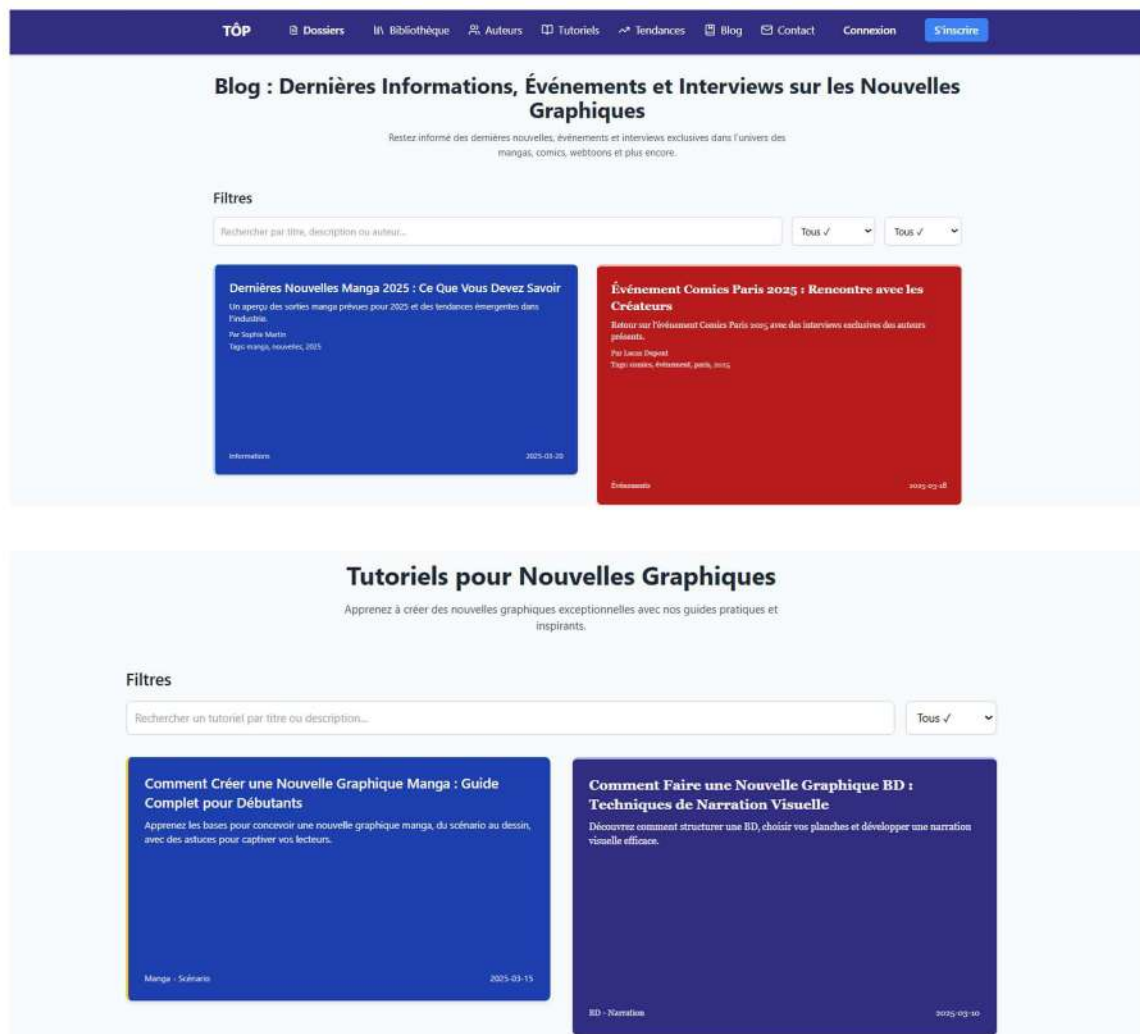 TÔP Dossiers Bibliothèque Auteurs Tutoriels Tendances Blog Contact Connexion S'inscrire
Blog : Dernières Informations, Événements et Interviews sur les Nouvelles
Graphiques
Restez informé des dernières nouvelles, événements et interviews exclusives dans l'univers des
mangas, comics, webtoons et plus encore.
Filtres
Rechercher par titre, description ou auteur...
Tous ✓
Tous ✓
Dernières Nouvelles Manga 2025 : Ce Que Vous Devez Savoir
Un aperçu des sorties manga prévues pour 2025 et des tendances émergentes dans
l'industrie.
Par Sophie Martin
Tags: manga, nouvelles, 2025
Informations
2025-03-20
Événement Comics Paris 2025 : Rencontre avec les
Créateurs
Retour sur l'événement Comics Paris 2025 avec des interviews exclusives des auteurs
présents.
Par Lucas Dupont
Tags: comics, événement, paris, 2025
Événements
2025-03-18
Tutoriels pour Nouvelles Graphiques
Apprenez à créer des nouvelles graphiques exceptionnelles avec nos guides pratiques et
inspirants.
Filtres
Rechercher un tutoriel par titre ou description...
Tous ✓
Comment Créer une Nouvelle Graphique Manga : Guide
Complet pour Débutants
Apprenez les bases pour concevoir une nouvelle graphique manga, du scénario au dessin,
avec des astuces pour captiver vos lecteurs.
Manga - Scénario
2025-03-15
Comment Faire une Nouvelle Graphique BD :
Techniques de Narration Visuelle
Découvrez comment structurer une BD, choisir vos planches et développer une narration
visuelle efficace.
BD - Narration
2025-03-10